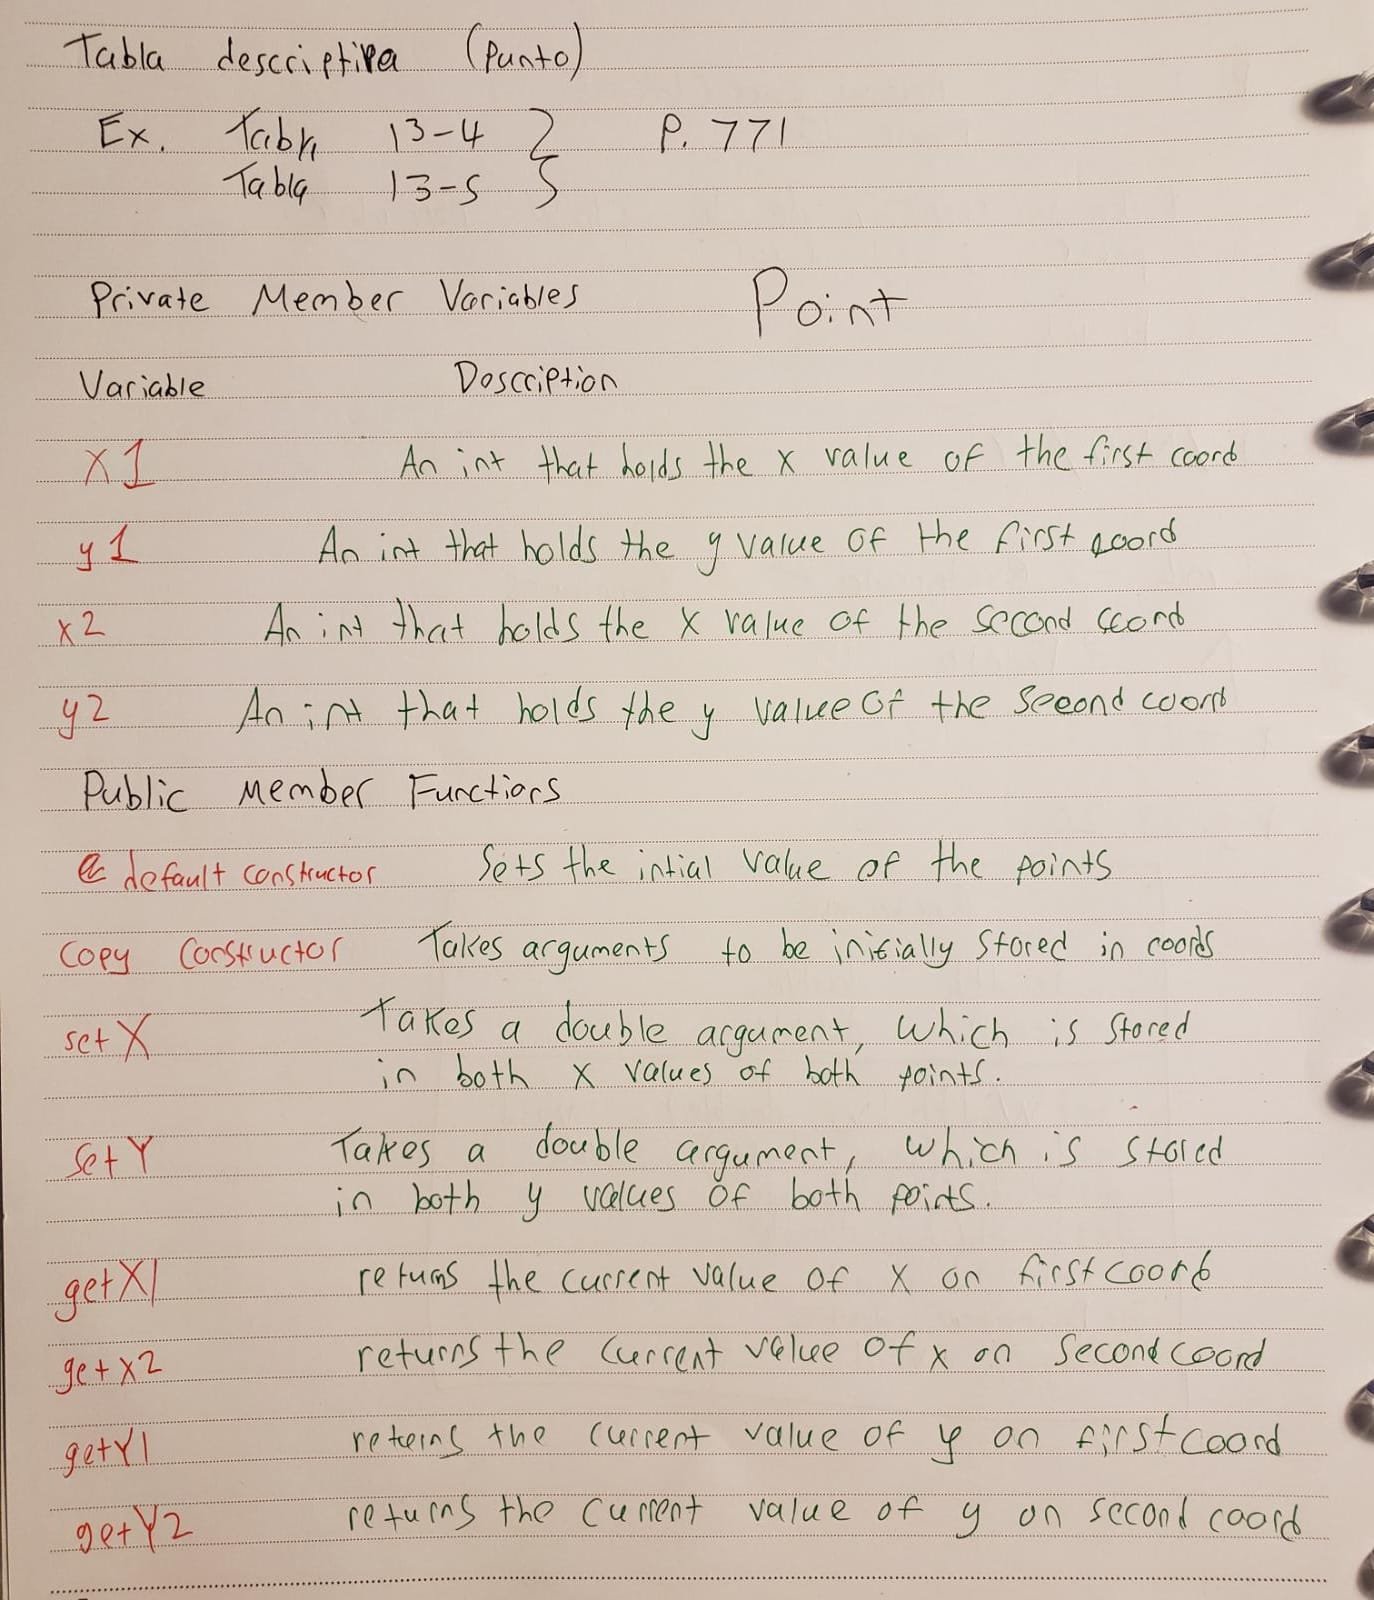 Tabla descriptiva (Punto)
Ex. Tabla 13-4 } P. 771
Tabla 13-5
Private Member Variables Point
Variable Description
X1 An int that holds the x value of the first coord
y1 An int that holds the y value of the first coord
x2 An int that holds the x value of the second coord
y2 An int that holds the y value of the second coord
Public Member Functions
default constructor Sets the intial value of the points
Copy Constructor Takes arguments to be initially stored in coords
set X Takes a double argument, which is stored
in both x values of both points.
Set Y Takes a double argument, which is stored
in both y values of both points.
getX1 returns the current value of x on first coord
getx2 returns the current value of x on second coord
getY1 returns the current value of y on first coord
getY2 returns the current value of y on second coord